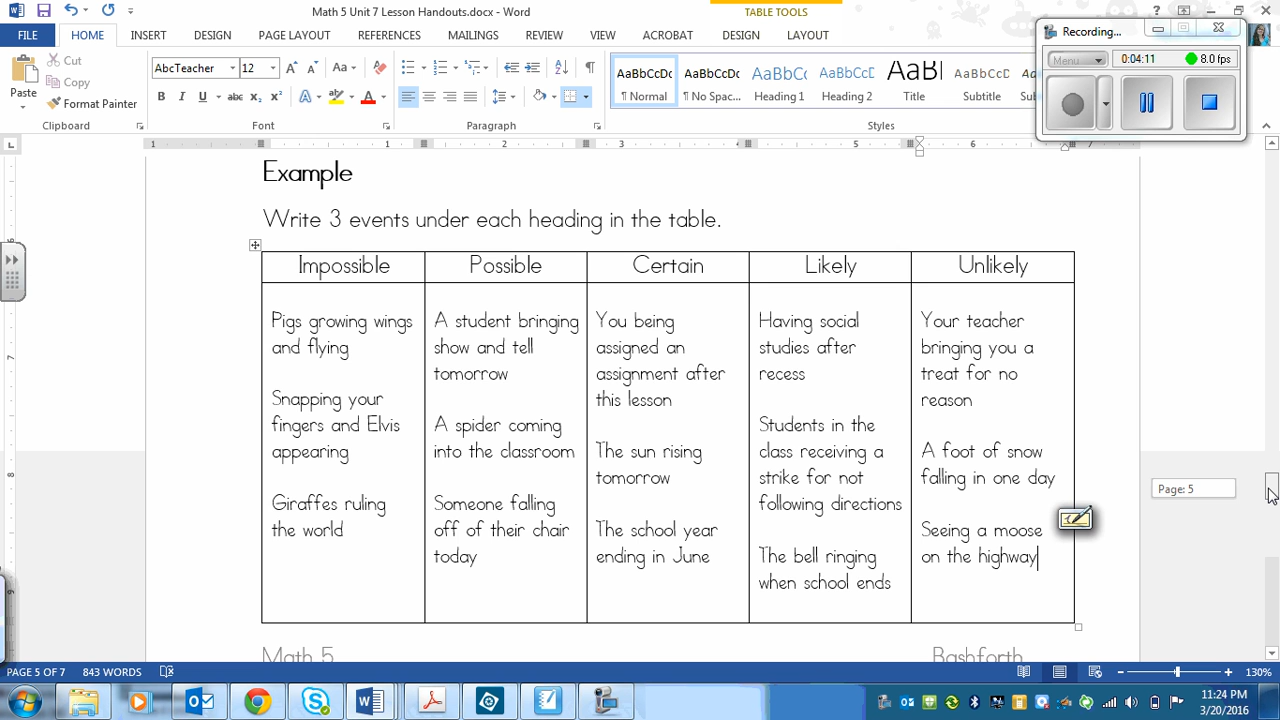 Math 5 Unit 7 Lesson Handouts.docx - Word
TABLE TOOLS
FILE HOME INSERT DESIGN PAGE LAYOUT REFERENCES MAILINGS REVIEW VIEW ACROBAT DESIGN LAYOUT
Recording...
Menu 0:04:11 8.0 fps
Paste
Cut
Copy
Format Painter
Clipboard
AbcTeacher 12
Font
Paragraph
AaBbCcDc AaBbCcDc AaBbCc AaBbCcC AaBl AaBbCcD
¶ Normal ¶ No Spac... Heading 1 Heading 2 Title Subtitle
Styles
1 1 2 3 4 5 6 7
Example
Write 3 events under each heading in the table.
Impossible Possible Certain Likely Unlikely
Pigs growing wings
and flying
Snapping your
fingers and Elvis
appearing
Giraffes ruling
the world
A student bringing
show and tell
tomorrow
A spider coming
into the classroom
Someone falling
off of their chair
today
You being
assigned an
assignment after
this lesson
The sun rising
tomorrow
The school year
ending in June
Having social
studies after
recess
Students in the
class receiving a
strike for not
following directions
The bell ringing
when school ends
Your teacher
bringing you a
treat for no
reason
A foot of snow
falling in one day
Seeing a moose
on the highway
Page: 5
Math 5 Bashforth
PAGE 5 OF 7 843 WORDS 130%
11:24 PM
3/20/2016